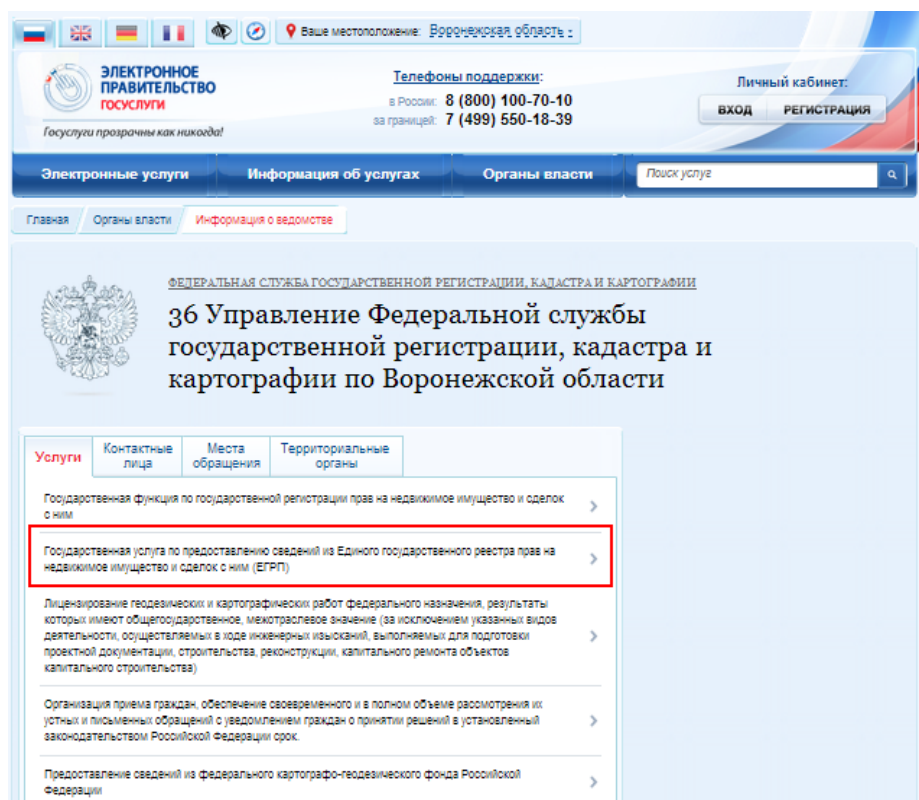 Ваше местоположение: Воронежская область
ЭЛЕКТРОННОЕ
ПРАВИТЕЛЬСТВО
ГОСУСЛУГИ
Госуслуги прозрачны как никогда!
Телефоны поддержки:
в России: 8 (800) 100-70-10
за границей: 7 (499) 550-18-39
Личный кабинет:
ВХОД РЕГИСТРАЦИЯ
Электронные услуги Информация об услугах Органы власти Поиск услуг
Главная Органы власти Информация о ведомстве
ФЕДЕРАЛЬНАЯ СЛУЖБА ГОСУДАРСТВЕННОЙ РЕГИСТРАЦИИ, КАДАСТРА И КАРТОГРАФИИ
36 Управление Федеральной службы
государственной регистрации, кадастра и
картографии по Воронежской области
Услуги
Контактные лица
Места обращения
Территориальные органы
Государственная функция по государственной регистрации прав на недвижимое имущество и сделок
с ним
Государственная услуга по предоставлению сведений из Единого государственного реестра прав на
недвижимое имущество и сделок с ним (ЕГРП)
Лицензирование геодезических и картографических работ федерального назначения, результаты
которых имеют общегосударственное, межотраслевое значение (за исключением указанных видов
деятельности, осуществляемых в ходе инженерных изысканий, выполняемых для подготовки
проектной документации, строительства, реконструкции, капитального ремонта объектов
капитального строительства)
Организация приема граждан, обеспечение своевременного и в полном объеме рассмотрения их
устных и письменных обращений с уведомлением граждан о принятии решений в установленный
законодательством Российской Федерации срок.
Предоставление сведений из федерального картографо-геодезического фонда Российской
Федерации